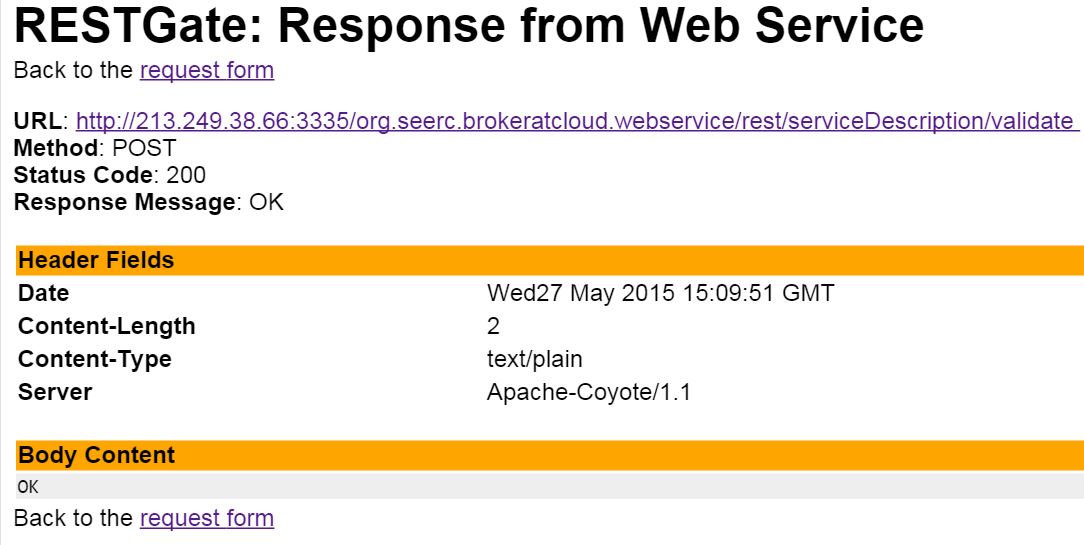 RESTGate: Response from Web Service
Back to the request form
URL: http://213.249.38.66:3335/org.seerc.brokeratcloud.webservice/rest/serviceDescription/validate
Method: POST
Status Code: 200
Response Message: OK
Header Fields
Date Wed27 May 2015 15:09:51 GMT
Content-Length 2
Content-Type text/plain
Server Apache-Coyote/1.1
Body Content
OK
Back to the request form